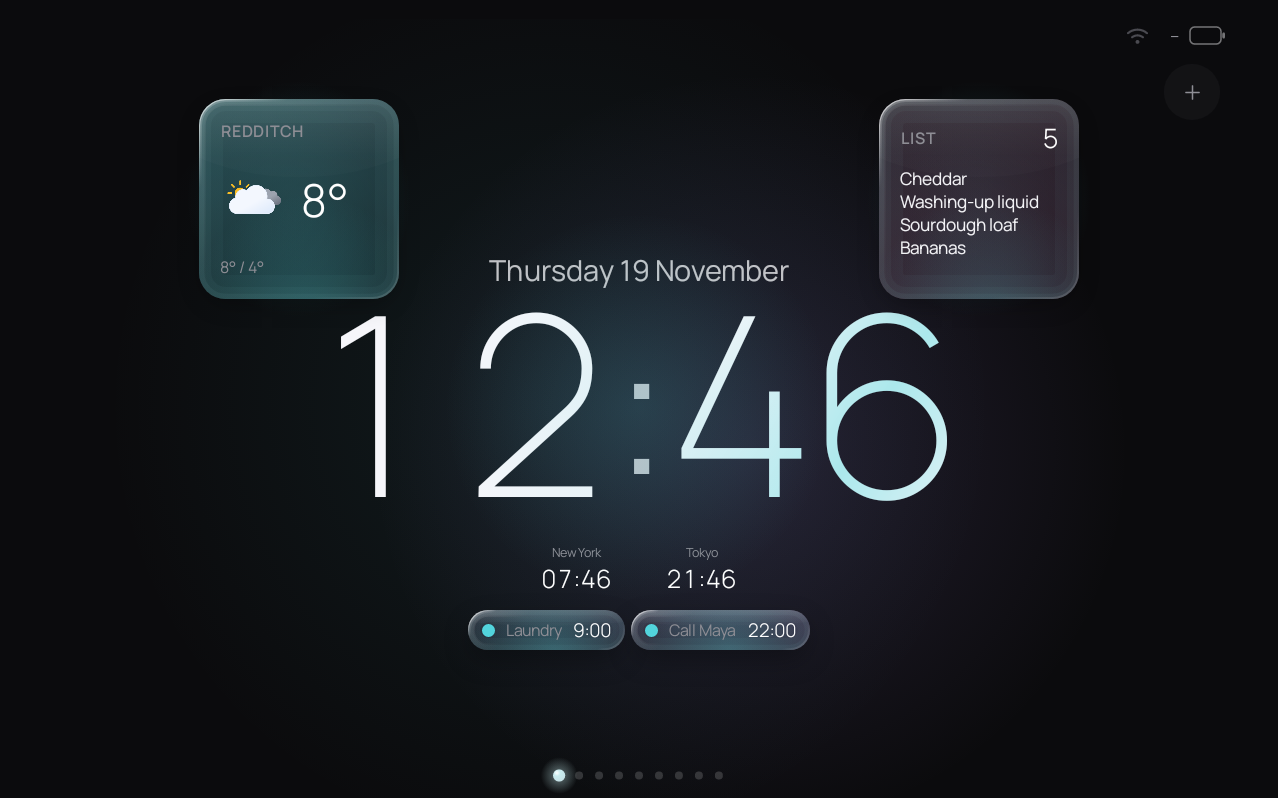 –
REDDITCH
8°
8° / 4°
LIST 5
Cheddar
Washing-up liquid
Sourdough loaf
Bananas
Thursday 19 November
12:46
New York
07:46
Tokyo
21:46
Laundry 9:00
Call Maya 22:00